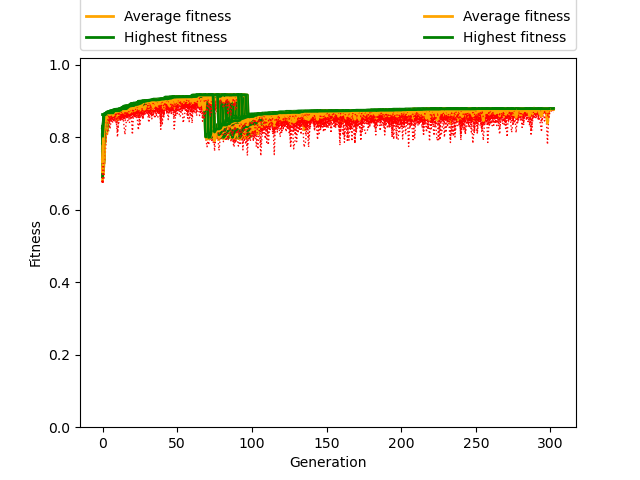 Average fitness Average fitness
Highest fitness Highest fitness
1.0
0.8
0.6
0.4
0.2
0.0
Fitness
0 50 100 150 200 250 300
Generation